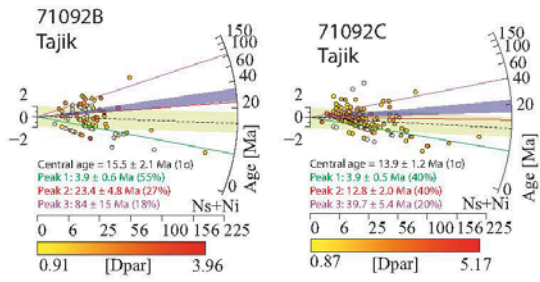 71092B
Tajik
150
100
60
40
20
0
Age [Ma]
2
0
−2
Central age = 15.5 ± 2.1 Ma (1σ)
Peak 1: 3.9 ± 0.6 Ma (55%)
Peak 2: 23.4 ± 4.8 Ma (27%)
Peak 3: 84 ± 15 Ma (18%)
Ns+Ni
0 6 25 56 100 156 225
0.91 [Dpar] 3.96
71092C
Tajik
150
100
60
40
20
0
Age [Ma]
2
0
−2
Central age = 13.9 ± 1.2 Ma (1σ)
Peak 1: 3.9 ± 0.5 Ma (40%)
Peak 2: 12.8 ± 2.0 Ma (40%)
Peak 3: 39.7 ± 5.4 Ma (20%)
Ns+Ni
0 6 25 56 100 156 225
0.87 [Dpar] 5.17